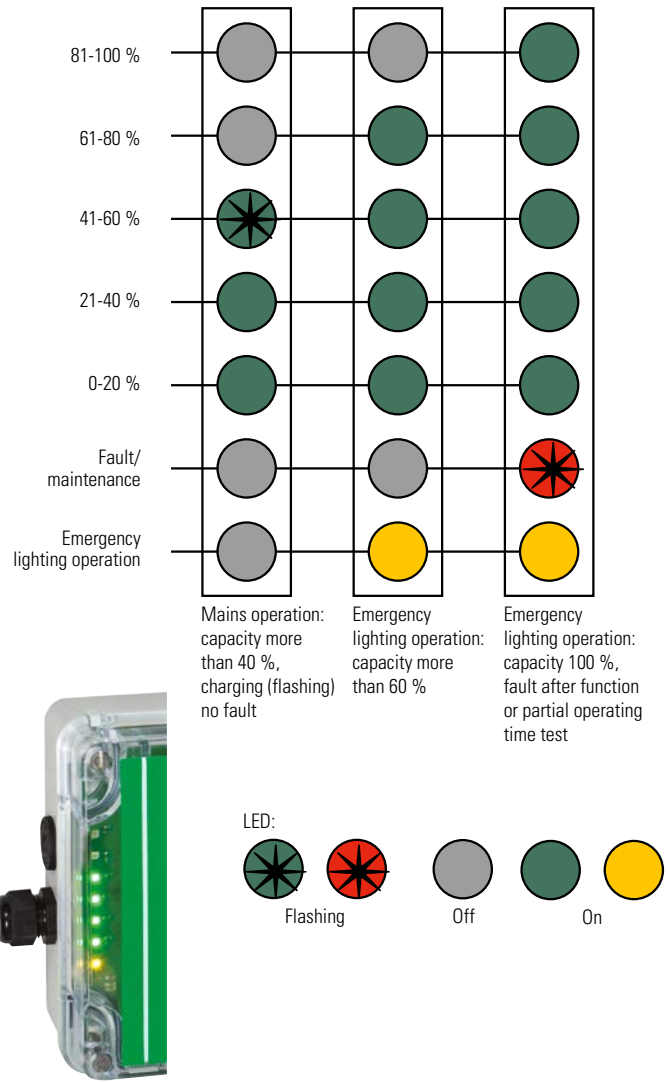 81-100 %
61-80 %
41-60 %
21-40 %
0-20 %
Fault/
maintenance
Emergency
lighting operation
Mains operation:
capacity more
than 40 %,
charging (flashing)
no fault
Emergency
lighting operation:
capacity more
than 60 %
Emergency
lighting operation:
capacity 100 %,
fault after function
or partial operating
time test
LED:
Flashing
Off
On